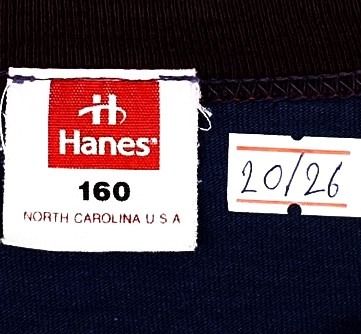 Hanes
160
NORTH CAROLINA U S A
20/26